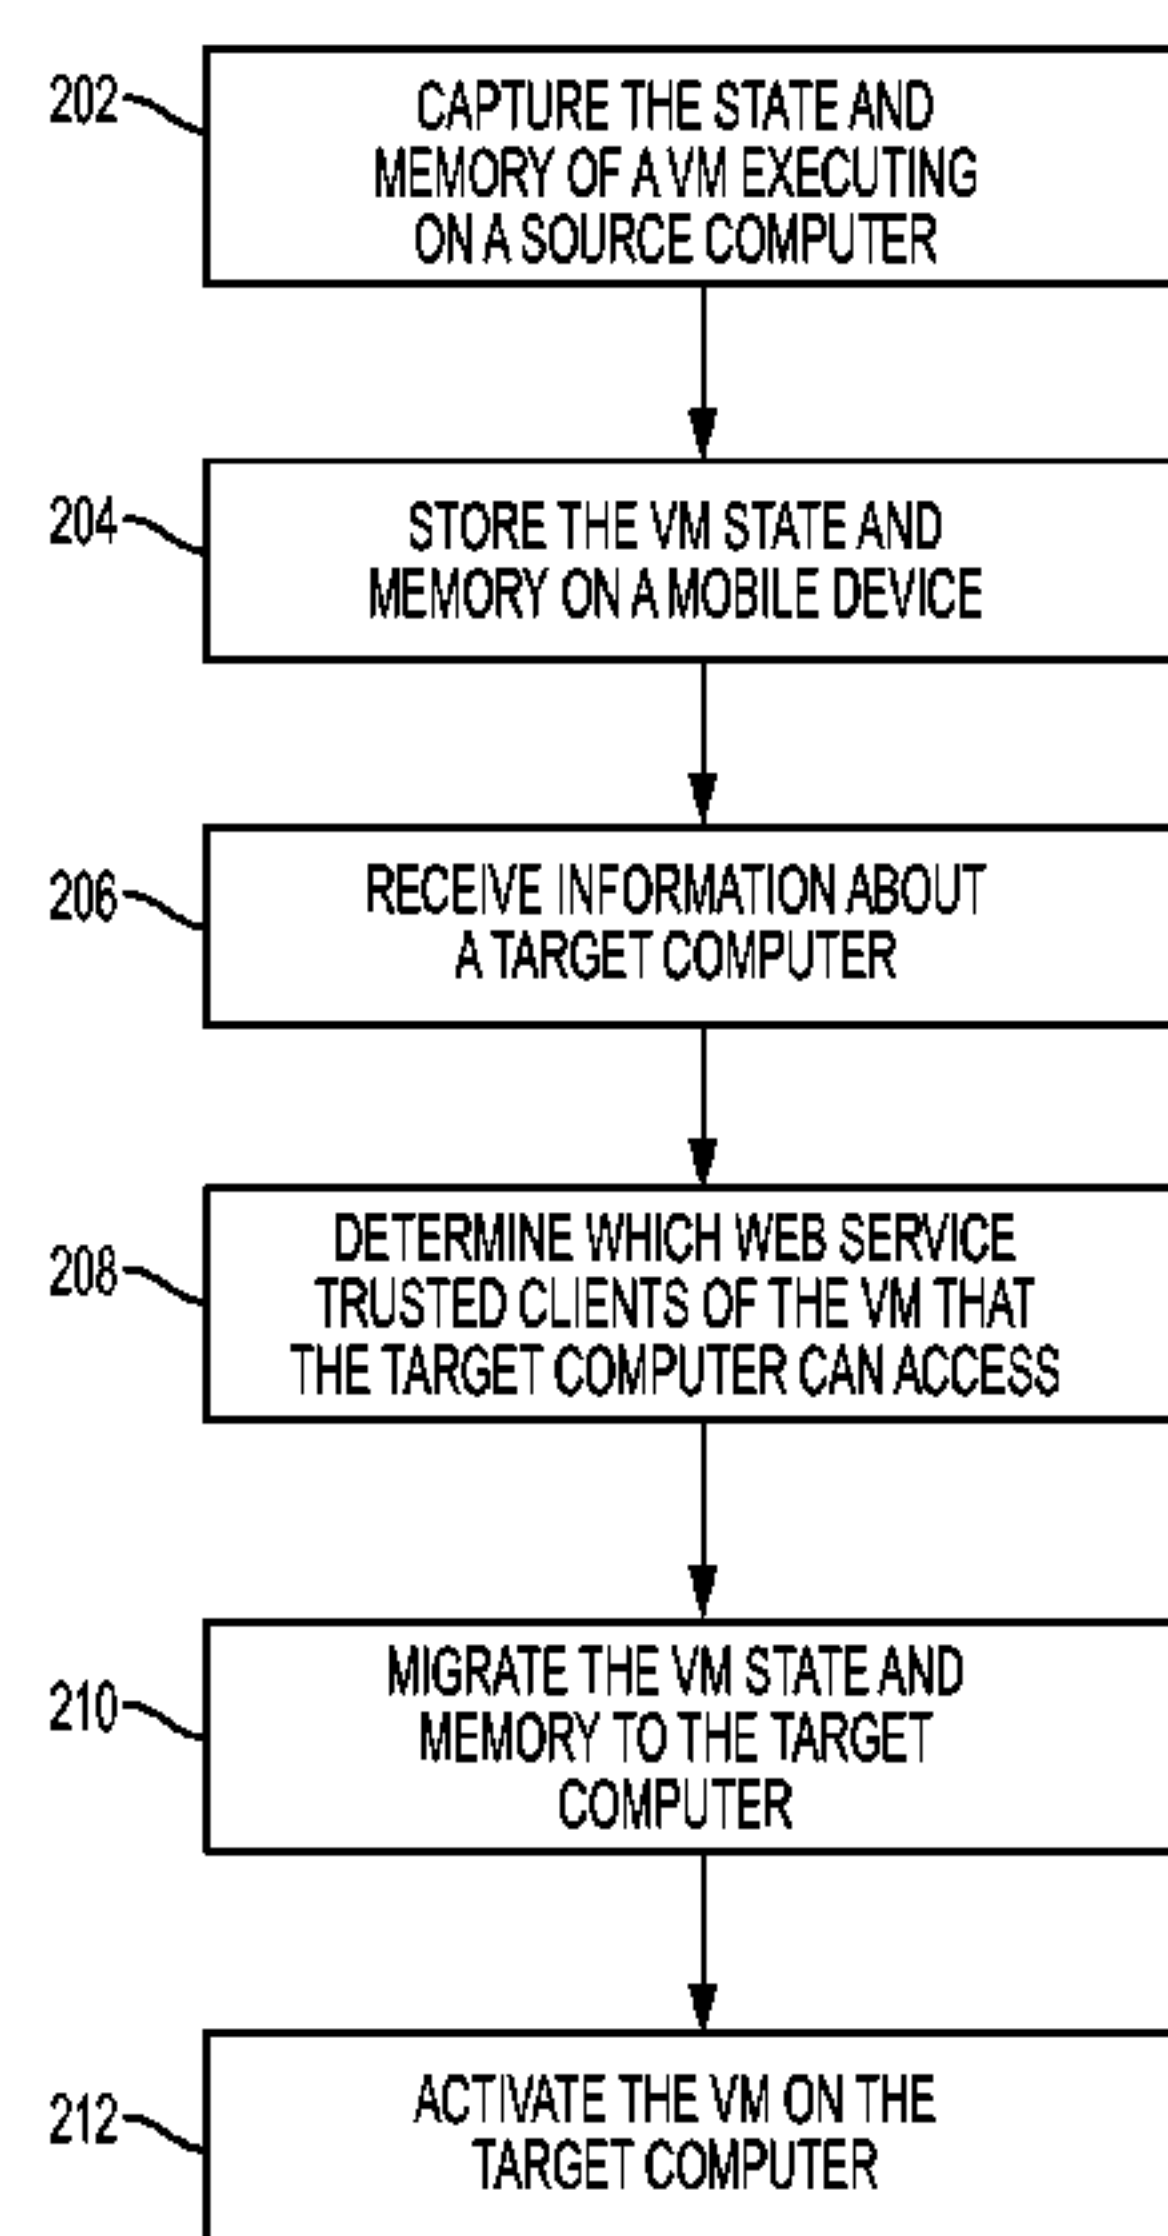 202
CAPTURE THE STATE AND
MEMORY OF A VM EXECUTING
ON A SOURCE COMPUTER
204
STORE THE VM STATE AND
MEMORY ON A MOBILE DEVICE
206
RECEIVE INFORMATION ABOUT
A TARGET COMPUTER
208
DETERMINE WHICH WEB SERVICE
TRUSTED CLIENTS OF THE VM THAT
THE TARGET COMPUTER CAN ACCESS
210
MIGRATE THE VM STATE AND
MEMORY TO THE TARGET
COMPUTER
212
ACTIVATE THE VM ON THE
TARGET COMPUTER